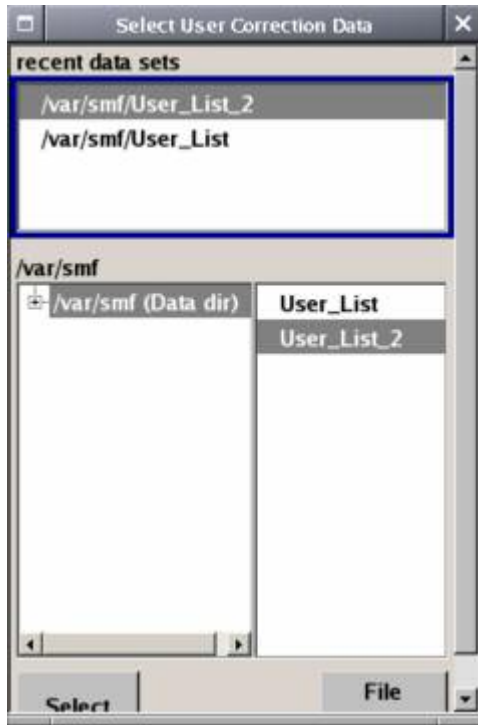 Select User Correction Data
recent data sets
/var/smf/User_List_2
/var/smf/User_List
/var/smf
/var/smf (Data dir)
User_List
User_List_2
Select
File